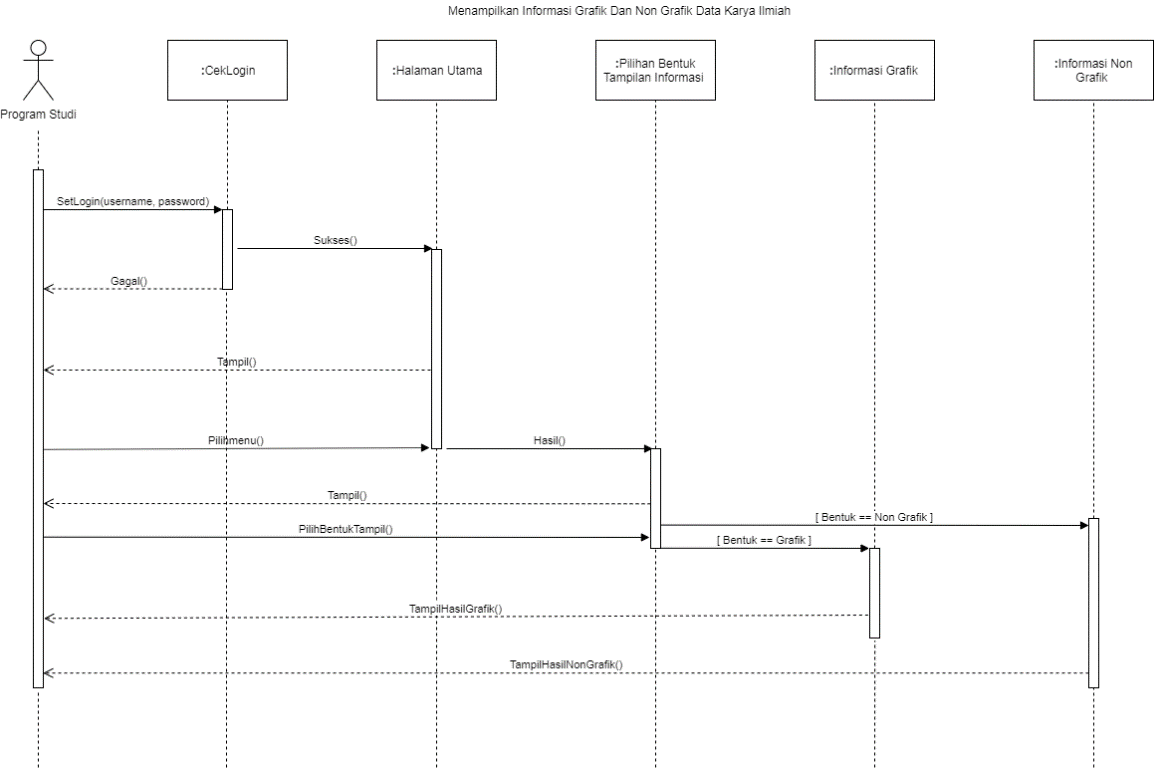 Menampilkan Informasi Grafik Dan Non Grafik Data Karya Ilmiah
Program Studi
:CekLogin
:Halaman Utama
:Pilihan Bentuk
Tampilan Informasi
:Informasi Grafik
:Informasi Non
Grafik
SetLogin(username, password)
Sukses()
Gagal()
Tampil()
Pilihmenu()
Hasil()
Tampil()
[ Bentuk == Non Grafik ]
PilihBentukTampil()
[ Bentuk == Grafik ]
TampilHasilGrafik()
TampilHasilNonGrafik()